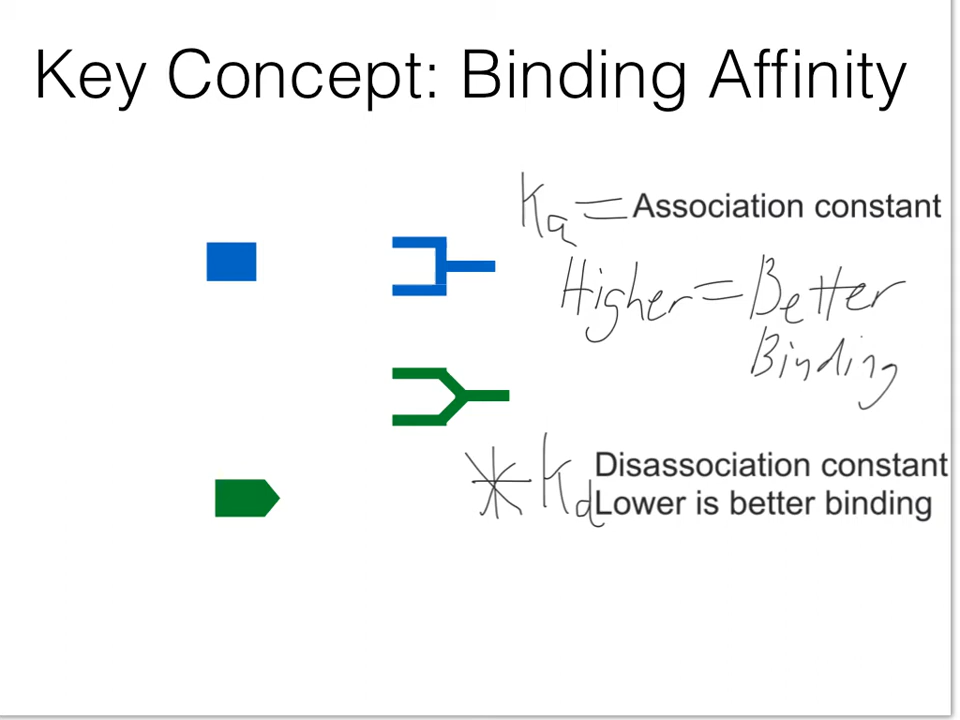 Key Concept: Binding Affinity
Ka = Association constant
Higher = Better
Binding
* Kd Disassociation constant
Lower is better binding